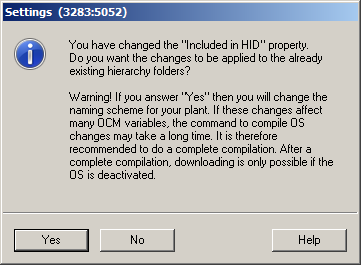 Settings (3283:5052)
You have changed the "Included in HID" property.
Do you want the changes to be applied to the already
existing hierarchy folders?
Warning! If you answer "Yes" then you will change the
naming scheme for your plant. If these changes affect
many OCM variables, the command to compile OS
changes may take a long time. It is therefore
recommended to do a complete compilation. After a
complete compilation, downloading is only possible if the
OS is deactivated.
Yes
No
Help